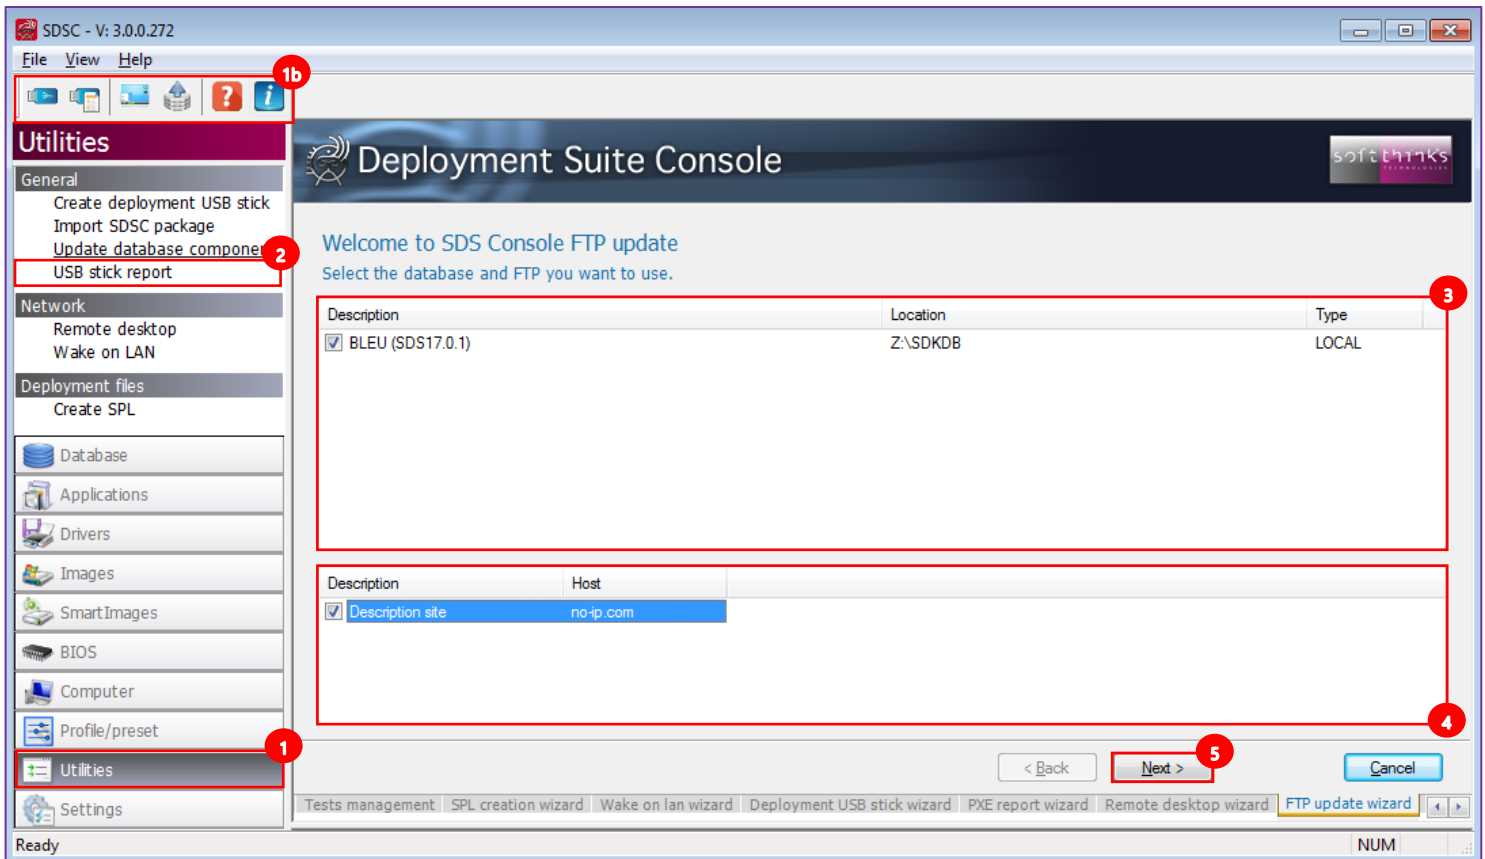 SDSC - V: 3.0.0.272
File View Help
1b
Utilities
Deployment Suite Console
softthinks
TECHNOLOGIES
General
Create deployment USB stick
Import SDSC package
Update database componen
2
USB stick report
Network
Remote desktop
Wake on LAN
Deployment files
Create SPL
Database
Applications
Drivers
Images
SmartImages
BIOS
Computer
Profile/preset
1
Utilities
Settings
Welcome to SDS Console FTP update
Select the database and FTP you want to use.
3
Description Location Type
BLEU (SDS17.0.1) Z:\SDKDB LOCAL
Description Host
Description site no-ip.com
4
5
< Back Next > Cancel
Tests management SPL creation wizard Wake on lan wizard Deployment USB stick wizard PXE report wizard Remote desktop wizard FTP update wizard
Ready NUM